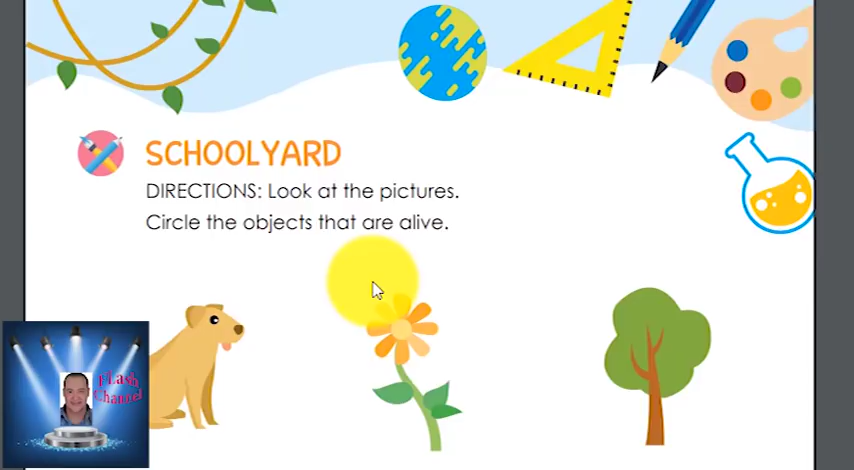 SCHOOLYARD
DIRECTIONS: Look at the pictures.
Circle the objects that are alive.
Flash
Channel